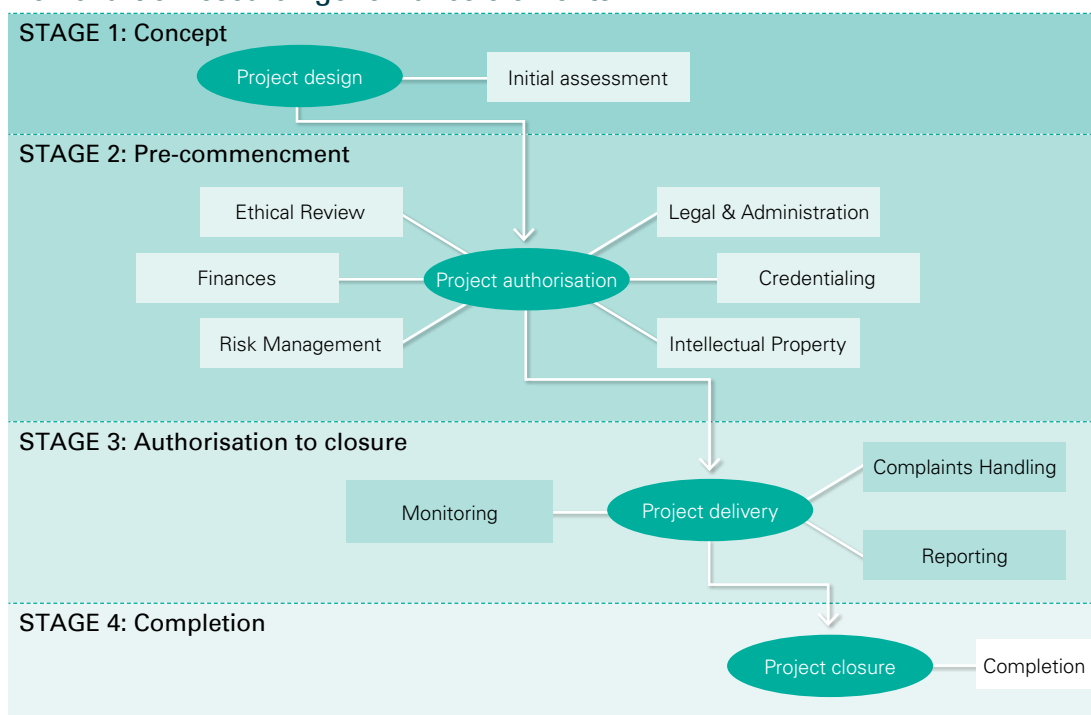 STAGE 1: Concept
Project design
Initial assessment
STAGE 2: Pre-commencment
Ethical Review
Legal & Administration
Finances
Project authorisation
Credentialing
Risk Management
Intellectual Property
STAGE 3: Authorisation to closure
Complaints Handling
Monitoring
Project delivery
Reporting
STAGE 4: Completion
Project closure
Completion